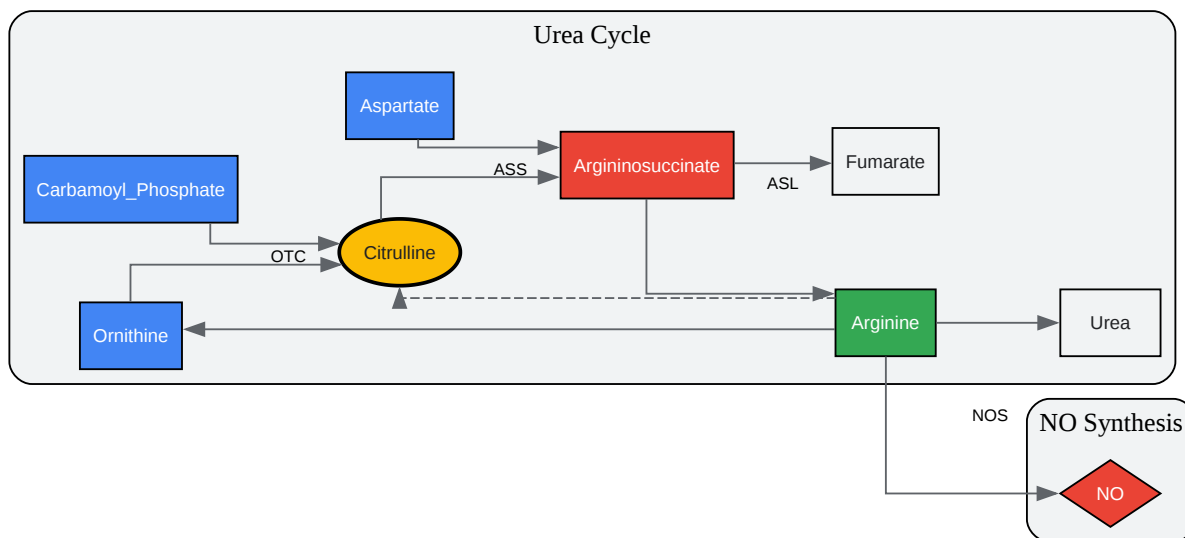 Urea Cycle
Aspartate
Argininosuccinate
Fumarate
ASS
ASL
Carbamoyl_Phosphate
Citrulline
OTC
Ornithine
Arginine
Urea
NOS
NO Synthesis
NO